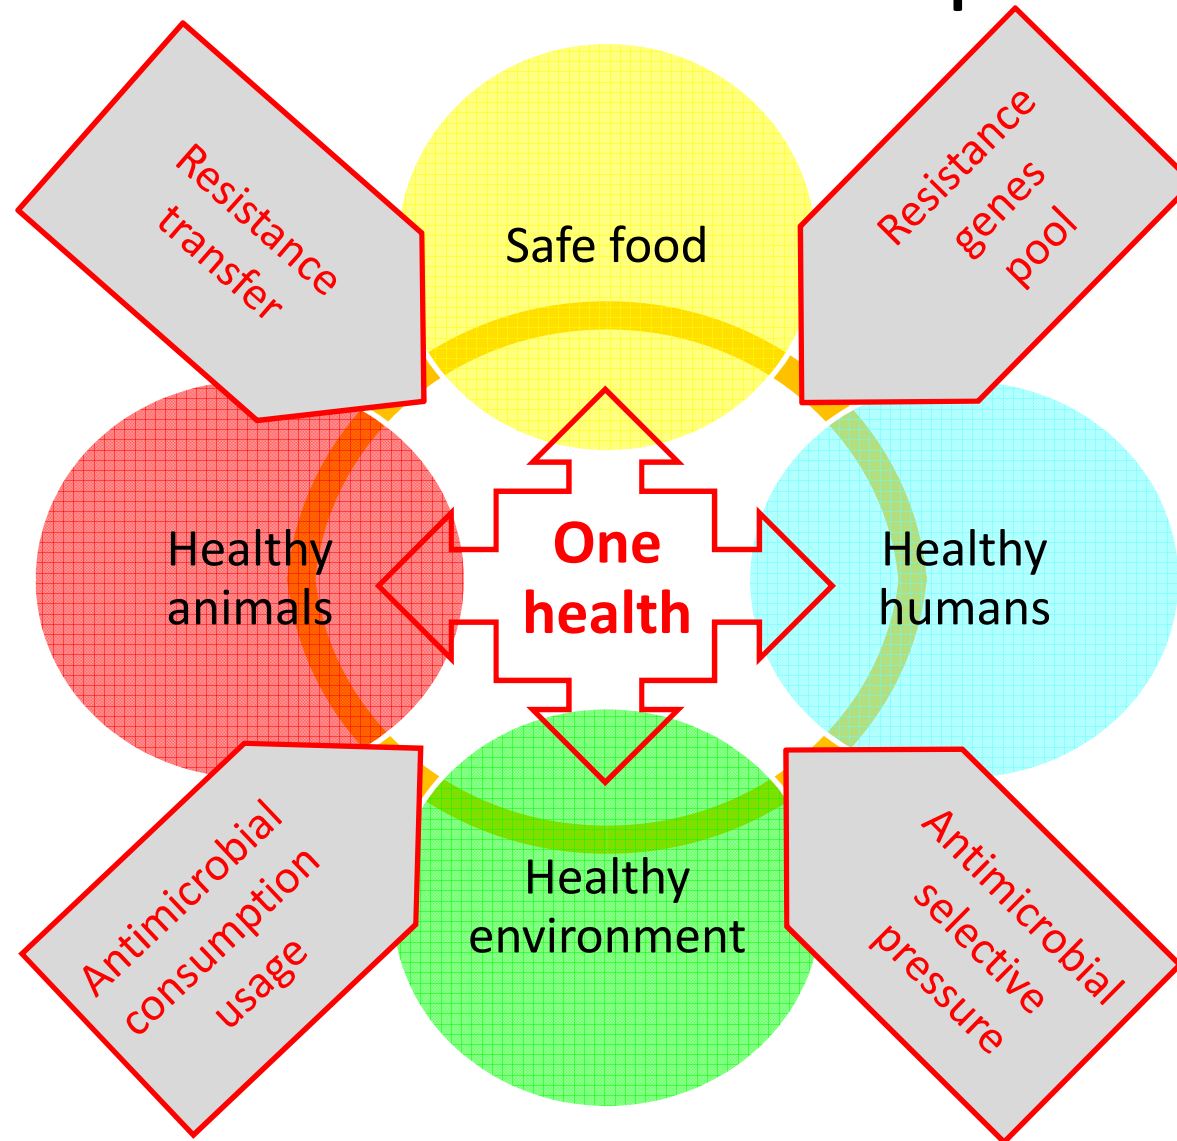 Resistance
transfer
Resistance
genes
pool
Safe food
Healthy
animals
One
health
Healthy
humans
Healthy
environment
Antimicrobial
consumption
usage
Antimicrobial
selective
pressure